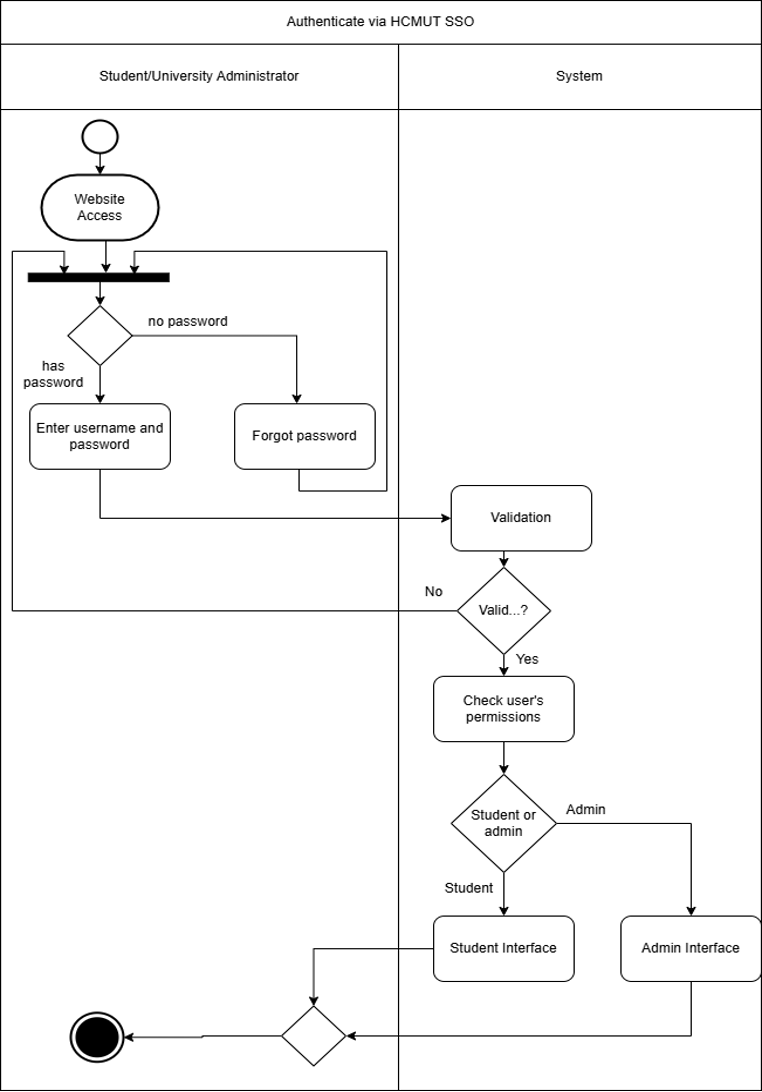 Authenticate via HCMUT SSO
Student/University Administrator
System
Website
Access
no password
has
password
Enter username and
password
Forgot password
Validation
No
Valid...?
Yes
Check user's
permissions
Student or
admin
Admin
Student
Student Interface
Admin Interface